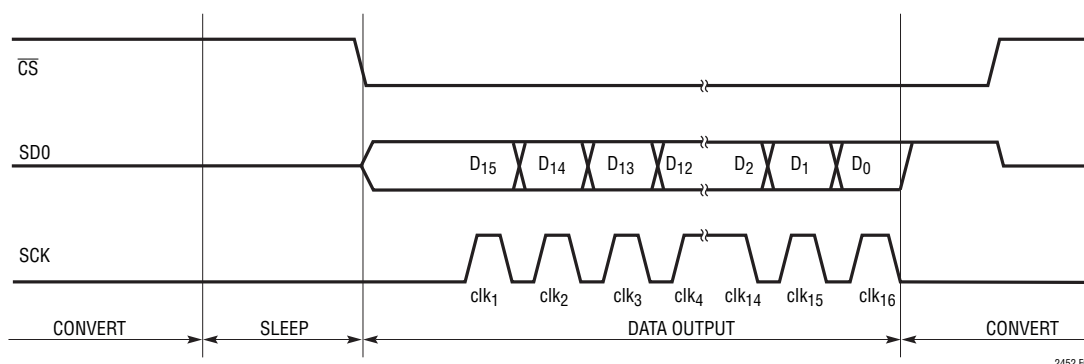 CS
SD0
D15 D14 D13 D12 D2 D1 D0
SCK
clk1 clk2 clk3 clk4 clk14 clk15 clk16
CONVERT SLEEP DATA OUTPUT CONVERT